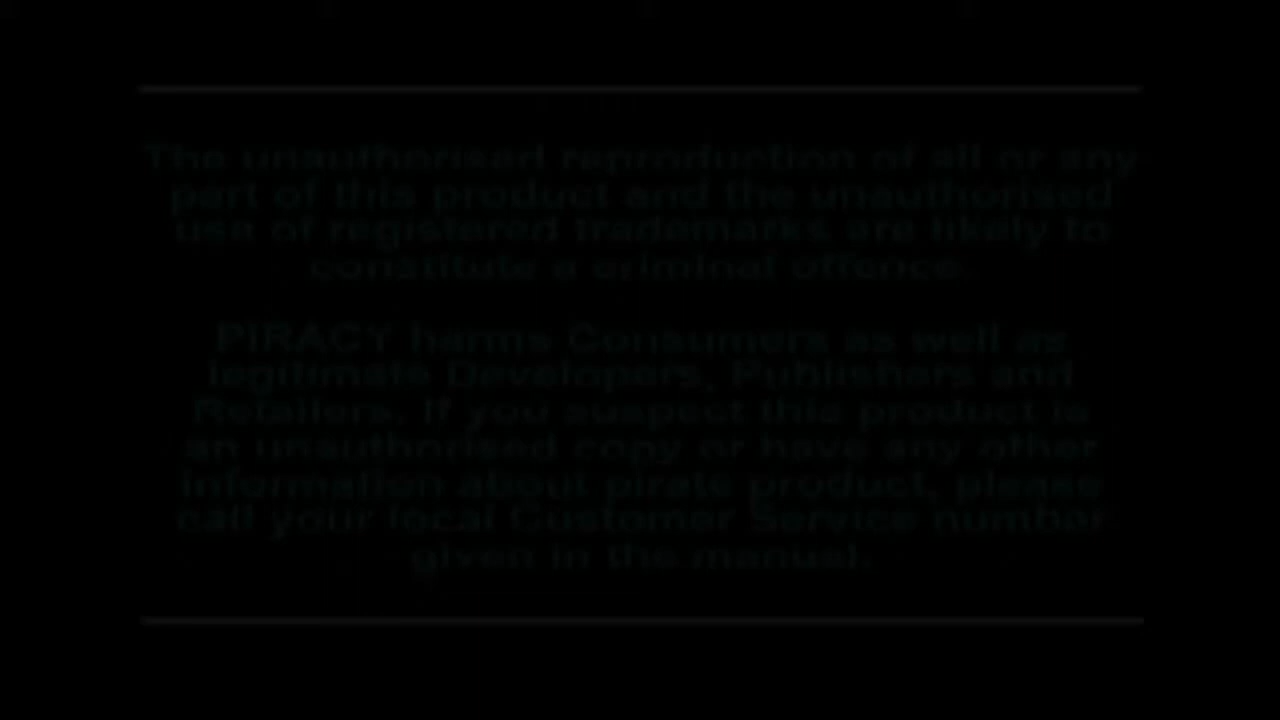 The unauthorised reproduction of all or any
part of this product and the unauthorised
use of registered trademarks are likely to
constitute a criminal offence.
PIRACY harms Consumers as well as
legitimate Developers, Publishers and
Retailers. If you suspect this product is
an unauthorised copy or have any other
information about pirate product, please
call your local Customer Service number
given in the manual.